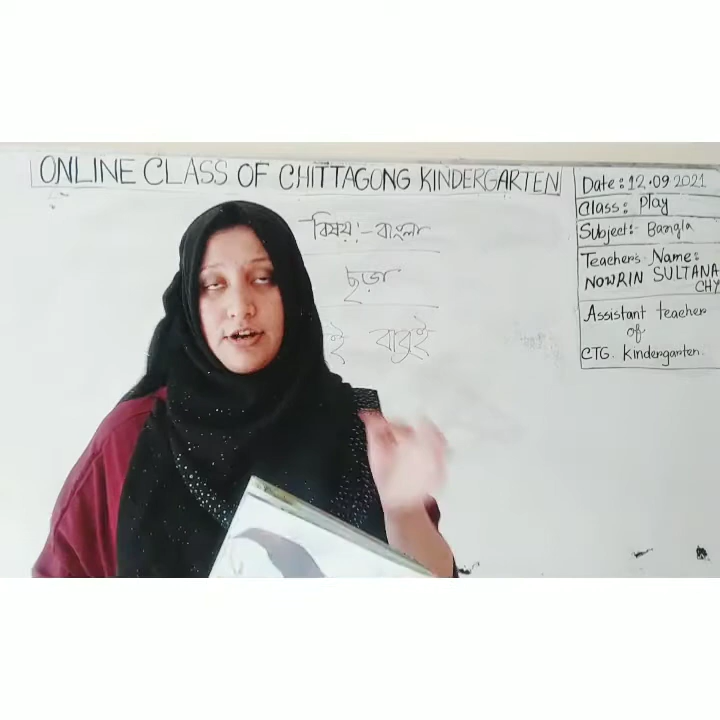 ONLINE CLASS OF CHITTAGONG KINDERGARTEN
বিষয়:- বাংলা
ছড়া
ই বাবুই
Date: 12.09.2021
Class: Play
Subject:- Bangla
Teacher's Name:
NOWRIN SULTANA
CHY
Assistant teacher
of
CTG. Kindergarten.